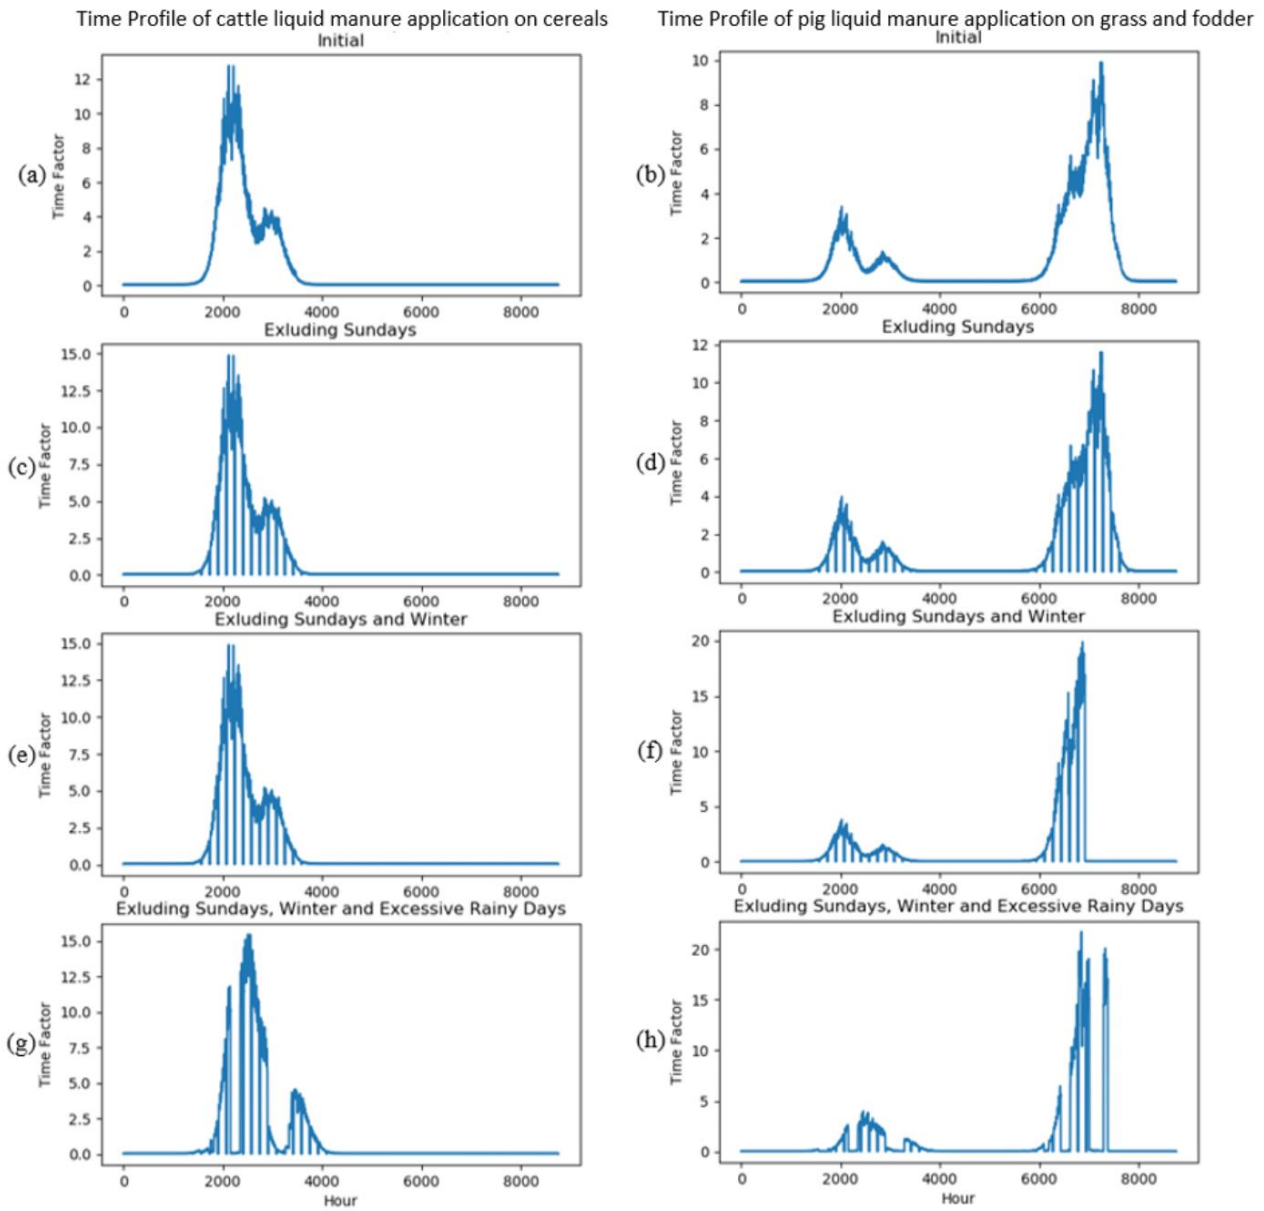 Time Profile of cattle liquid manure application on cereals
Initial
(a)
Time Factor
12
10
8
6
4
2
0
0 2000 4000 6000 8000
Time Profile of pig liquid manure application on grass and fodder
Initial
(b)
Time Factor
10
8
6
4
2
0
0 2000 4000 6000 8000
Exluding Sundays
(c)
Time Factor
15.0
12.5
10.0
7.5
5.0
2.5
0.0
0 2000 4000 6000 8000
Exluding Sundays
(d)
Time Factor
12
10
8
6
4
2
0
0 2000 4000 6000 8000
Exluding Sundays and Winter
(e)
Time Factor
15.0
12.5
10.0
7.5
5.0
2.5
0.0
0 2000 4000 6000 8000
Exluding Sundays and Winter
(f)
Time Factor
20
15
10
5
0
0 2000 4000 6000 8000
Exluding Sundays, Winter and Excessive Rainy Days
(g)
Time Factor
15.0
12.5
10.0
7.5
5.0
2.5
0.0
0 2000 4000 6000 8000
Hour
Exluding Sundays, Winter and Excessive Rainy Days
(h)
Time Factor
20
15
10
5
0
0 2000 4000 6000 8000
Hour